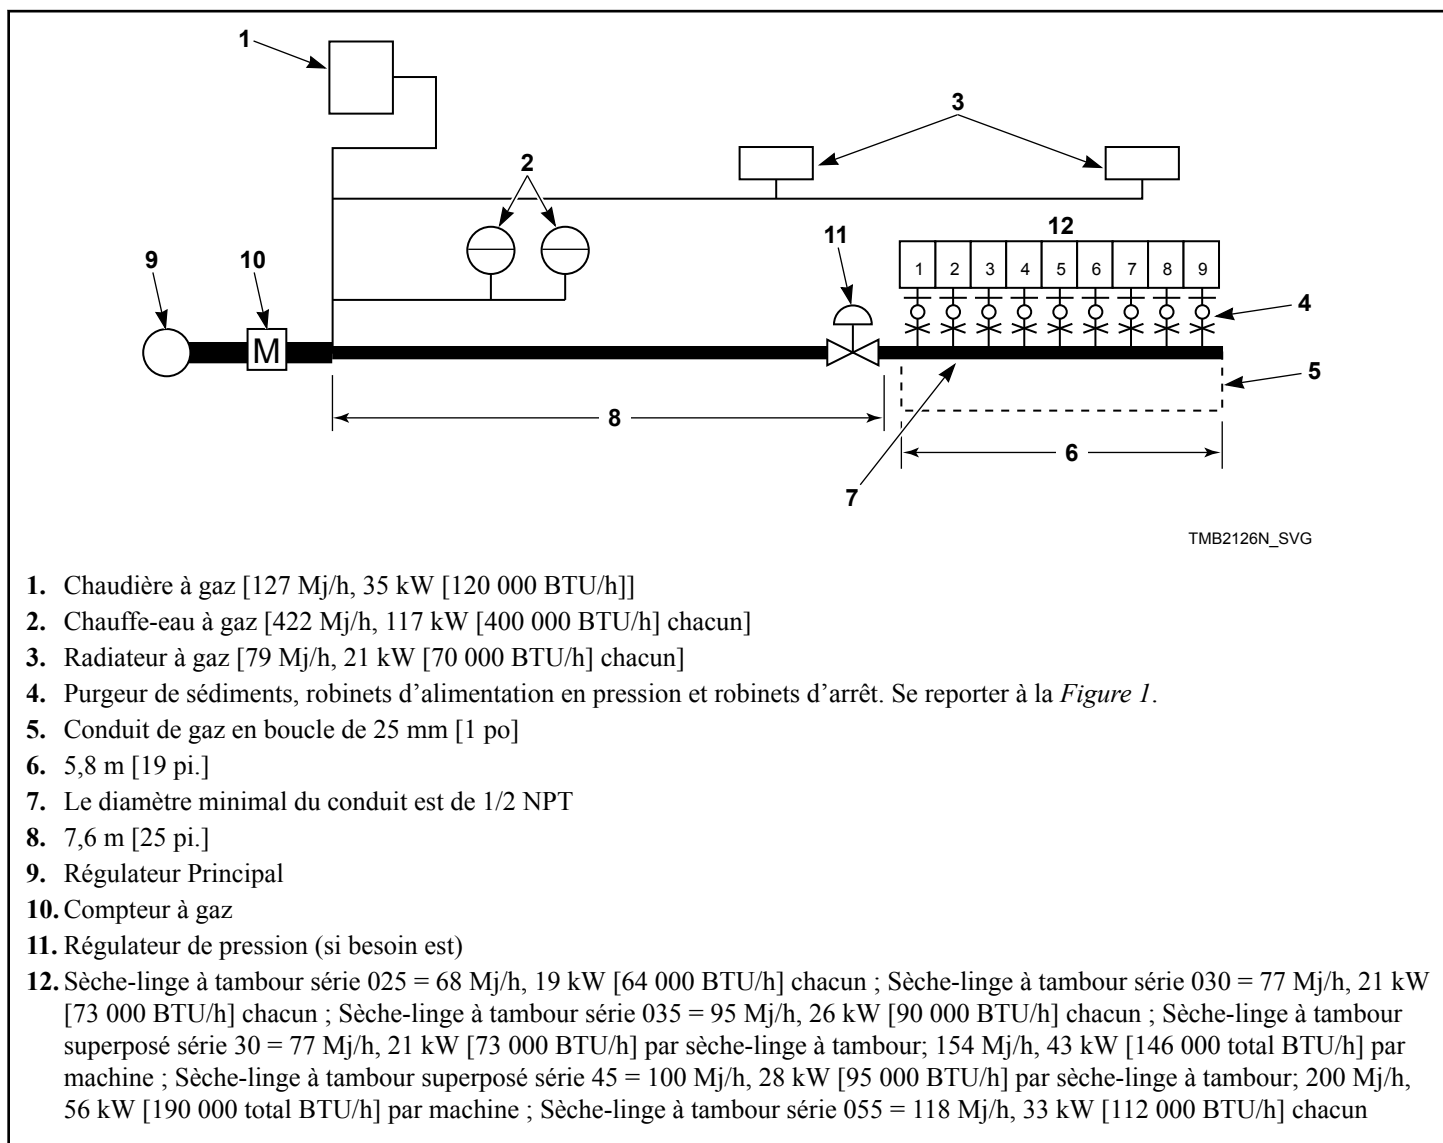 1
3
2
12
11
9
10
1 2 3 4 5 6 7 8 9
4
M
5
8
6
7
TMB2126N_SVG
1. Chaudière à gaz [127 Mj/h, 35 kW [120 000 BTU/h]]
2. Chauffe-eau à gaz [422 Mj/h, 117 kW [400 000 BTU/h] chacun]
3. Radiateur à gaz [79 Mj/h, 21 kW [70 000 BTU/h] chacun]
4. Purgeur de sédiments, robinets d’alimentation en pression et robinets d’arrêt. Se reporter à la Figure 1.
5. Conduit de gaz en boucle de 25 mm [1 po]
6. 5,8 m [19 pi.]
7. Le diamètre minimal du conduit est de 1/2 NPT
8. 7,6 m [25 pi.]
9. Régulateur Principal
10. Compteur à gaz
11. Régulateur de pression (si besoin est)
12. Sèche-linge à tambour série 025 = 68 Mj/h, 19 kW [64 000 BTU/h] chacun ; Sèche-linge à tambour série 030 = 77 Mj/h, 21 kW
[73 000 BTU/h] chacun ; Sèche-linge à tambour série 035 = 95 Mj/h, 26 kW [90 000 BTU/h] chacun ; Sèche-linge à tambour
superposé série 30 = 77 Mj/h, 21 kW [73 000 BTU/h] par sèche-linge à tambour; 154 Mj/h, 43 kW [146 000 total BTU/h] par
machine ; Sèche-linge à tambour superposé série 45 = 100 Mj/h, 28 kW [95 000 BTU/h] par sèche-linge à tambour; 200 Mj/h,
56 kW [190 000 total BTU/h] par machine ; Sèche-linge à tambour série 055 = 118 Mj/h, 33 kW [112 000 BTU/h] chacun